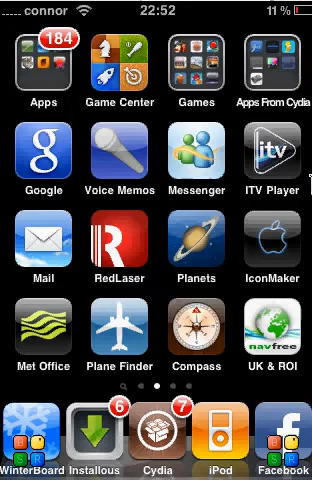 connor 22:52 11 %
184
Apps Game Center Games Apps From Cydia
g itv
Google Voice Memos Messenger ITV Player
R
Mail RedLaser Planets IconMaker
navfree
Met Office Plane Finder Compass UK & ROI
6 7 f
WinterBoard Installous Cydia iPod Facebook